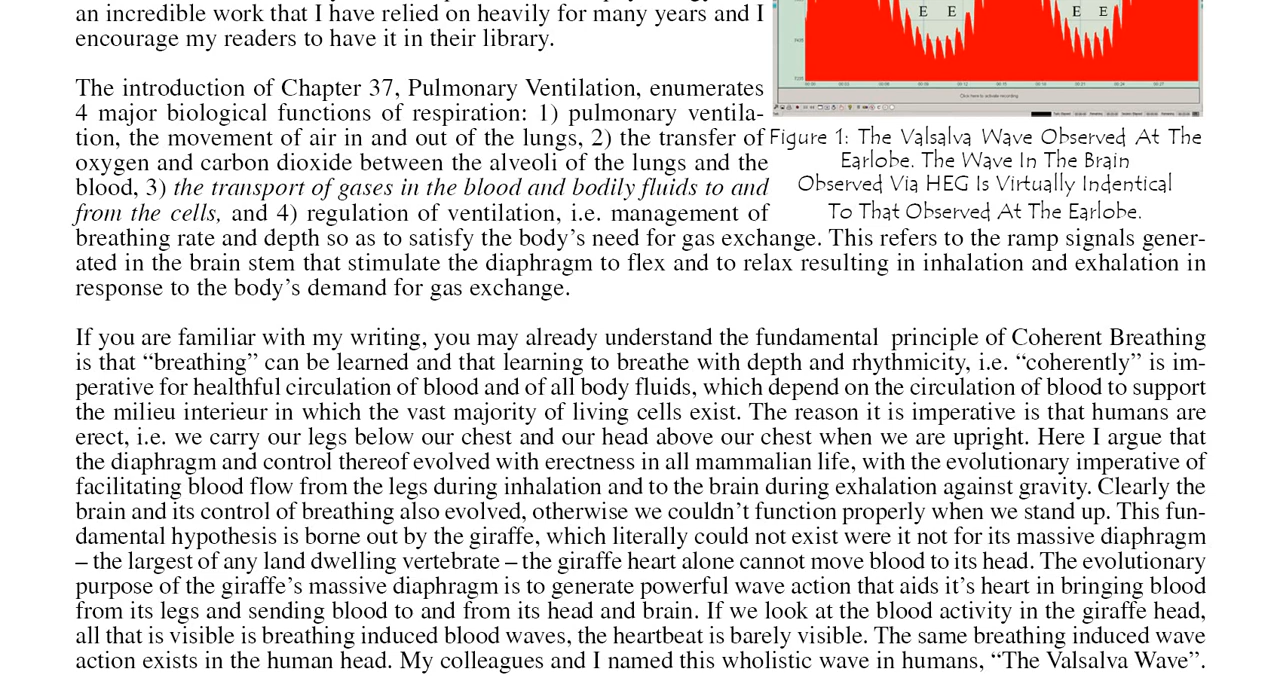 an incredible work that I have relied on heavily for many years and I
encourage my readers to have it in their library.
E E E E
The introduction of Chapter 37, Pulmonary Ventilation, enumerates
4 major biological functions of respiration: 1) pulmonary ventila-
tion, the movement of air in and out of the lungs, 2) the transfer of
oxygen and carbon dioxide between the alveoli of the lungs and the
blood, 3) the transport of gases in the blood and bodily fluids to and
from the cells, and 4) regulation of ventilation, i.e. management of
Click here to activate recording
Figure 1: The Valsalva Wave Observed At The
Earlobe. The Wave In The Brain
Observed Via HEG Is Virtually Indentical
To That Observed At The Earlobe.
breathing rate and depth so as to satisfy the body's need for gas exchange. This refers to the ramp signals gener-
ated in the brain stem that stimulate the diaphragm to flex and to relax resulting in inhalation and exhalation in
response to the body's demand for gas exchange.
If you are familiar with my writing, you may already understand the fundamental principle of Coherent Breathing
is that “breathing” can be learned and that learning to breathe with depth and rhythmicity, i.e. “coherently” is im-
perative for healthful circulation of blood and of all body fluids, which depend on the circulation of blood to support
the milieu interieur in which the vast majority of living cells exist. The reason it is imperative is that humans are
erect, i.e. we carry our legs below our chest and our head above our chest when we are upright. Here I argue that
the diaphragm and control thereof evolved with erectness in all mammalian life, with the evolutionary imperative of
facilitating blood flow from the legs during inhalation and to the brain during exhalation against gravity. Clearly the
brain and its control of breathing also evolved, otherwise we couldn't function properly when we stand up. This fun-
damental hypothesis is borne out by the giraffe, which literally could not exist were it not for its massive diaphragm
– the largest of any land dwelling vertebrate – the giraffe heart alone cannot move blood to its head. The evolutionary
purpose of the giraffe's massive diaphragm is to generate powerful wave action that aids it's heart in bringing blood
from its legs and sending blood to and from its head and brain. If we look at the blood activity in the giraffe head,
all that is visible is breathing induced blood waves, the heartbeat is barely visible. The same breathing induced wave
action exists in the human head. My colleagues and I named this wholistic wave in humans, “The Valsalva Wave”.